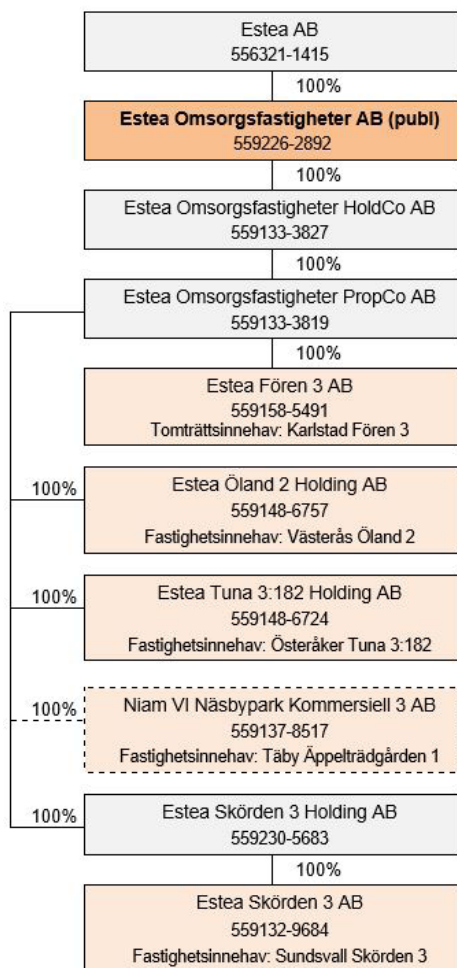 Estea AB
556321-1415
100%
Estea Omsorgsfastigheter AB (publ)
559226-2892
100%
Estea Omsorgsfastigheter HoldCo AB
559133-3827
100%
Estea Omsorgsfastigheter PropCo AB
559133-3819
100%
Estea Fören 3 AB
559158-5491
Tomträttsinnehav: Karlstad Fören 3
100%
Estea Öland 2 Holding AB
559148-6757
Fastighetsinnehav: Västerås Öland 2
100%
Estea Tuna 3:182 Holding AB
559148-6724
Fastighetsinnehav: Österåker Tuna 3:182
100%
Niam VI Näsbypark Kommersiell 3 AB
559137-8517
Fastighetsinnehav: Täby Äppelträdgården 1
100%
Estea Skörden 3 Holding AB
559230-5683
100%
Estea Skörden 3 AB
559132-9684
Fastighetsinnehav: Sundsvall Skörden 3